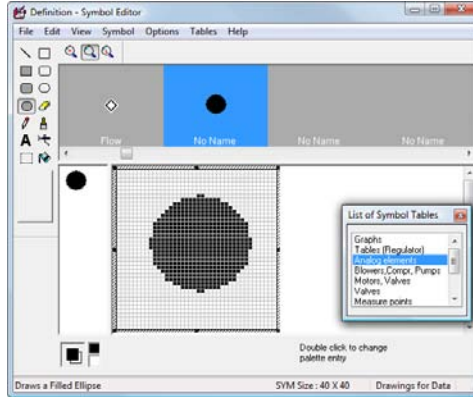 Definition - Symbol Editor
File Edit View Symbol Options Tables Help
A
Flow
No Name
No Name
No Name
List of Symbol Tables
Graphs
Tables (Regulator)
Analog elements
Blowers,Compr, Pumps
Motors, Valves
Valves
Measure points
Double click to change
palette entry
Draws a Filled Ellipse
SYM Size : 40 X 40
Drawings for Data